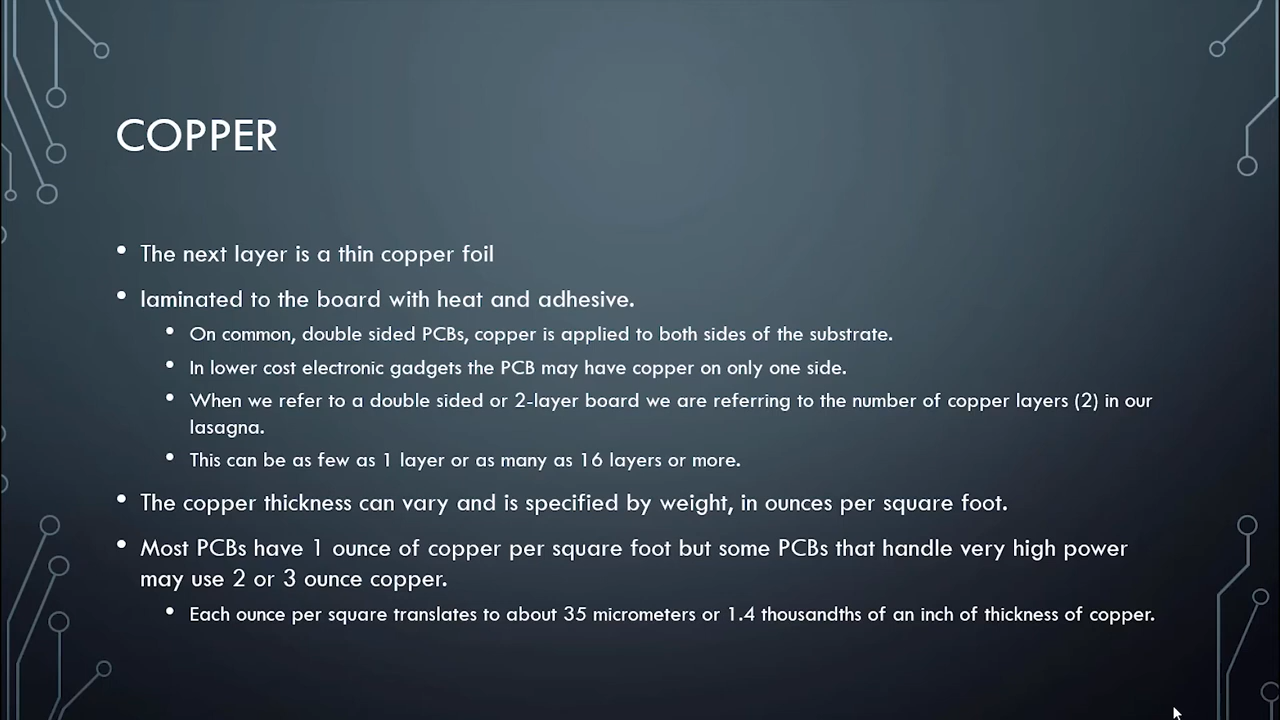 COPPER
• The next layer is a thin copper foil
• laminated to the board with heat and adhesive.
• On common, double sided PCBs, copper is applied to both sides of the substrate.
• In lower cost electronic gadgets the PCB may have copper on only one side.
• When we refer to a double sided or 2-layer board we are referring to the number of copper layers (2) in our
lasagna.
• This can be as few as 1 layer or as many as 16 layers or more.
• The copper thickness can vary and is specified by weight, in ounces per square foot.
• Most PCBs have 1 ounce of copper per square foot but some PCBs that handle very high power
may use 2 or 3 ounce copper.
• Each ounce per square translates to about 35 micrometers or 1.4 thousandths of an inch of thickness of copper.